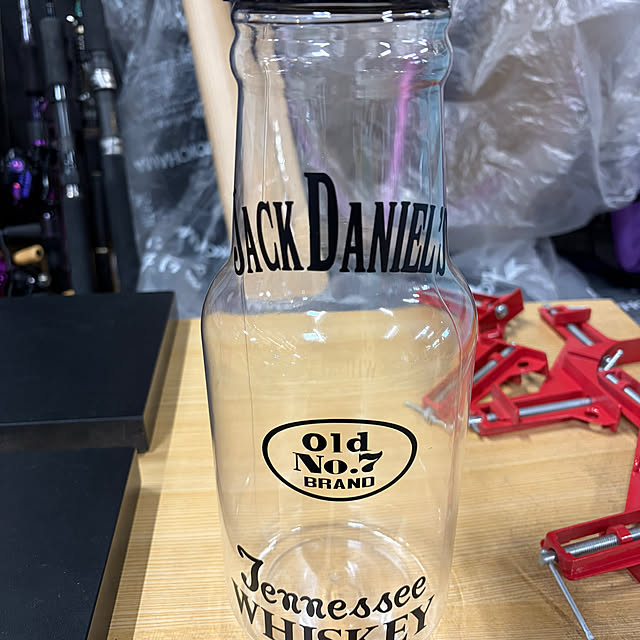 JACK DANIEL'S
Old
No.7
BRAND
Tennessee
WHISKEY